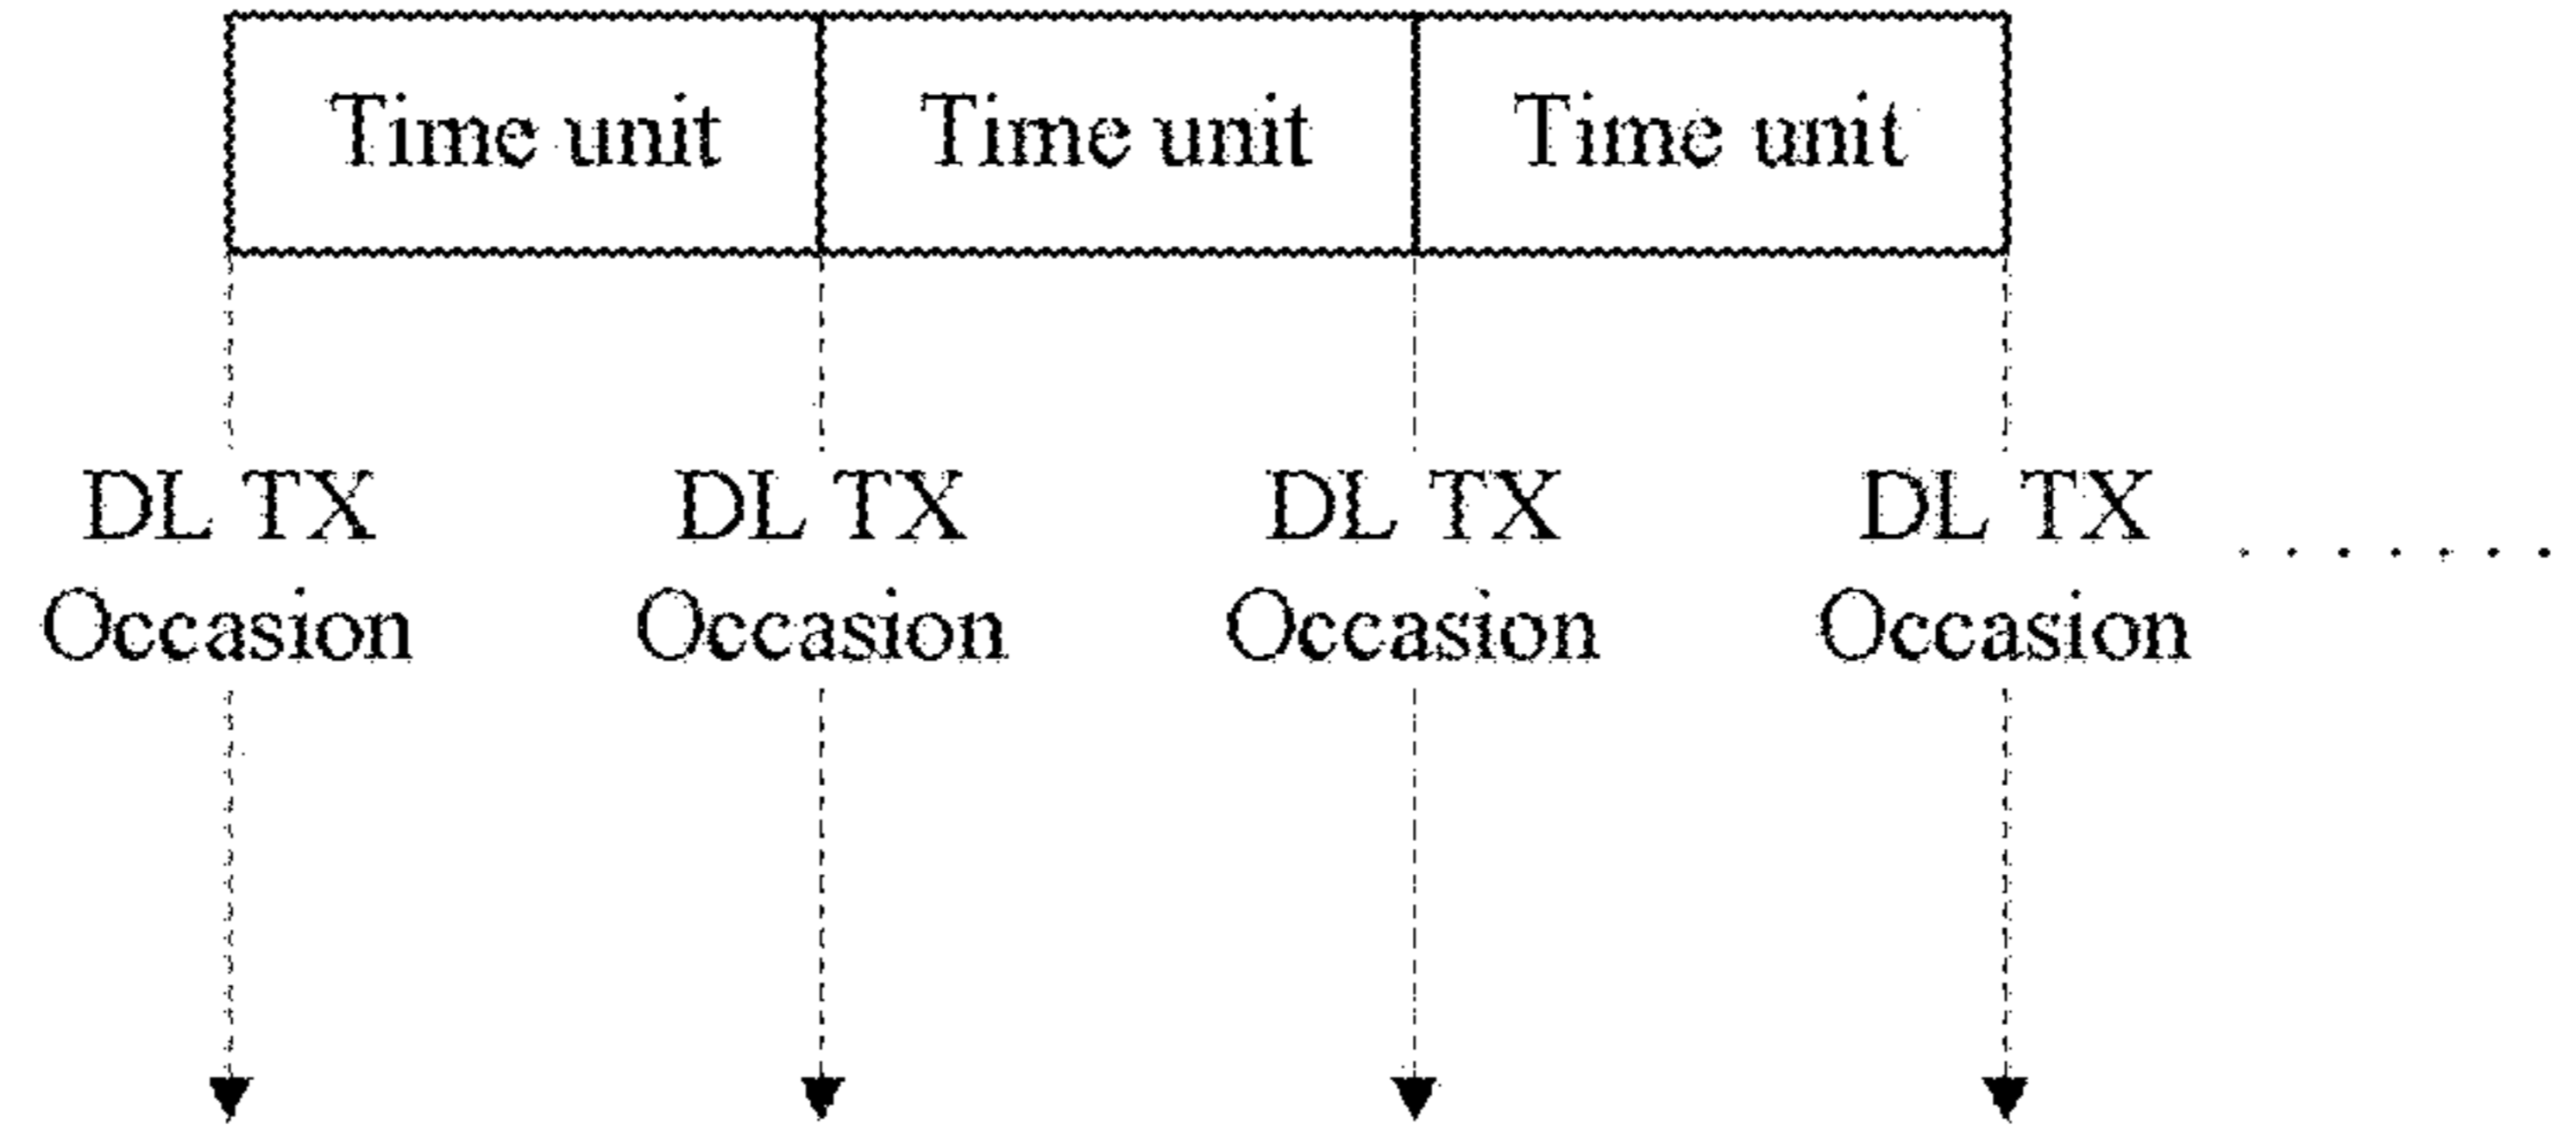 Time unit Time unit Time unit
DL TX DL TX DL TX DL TX .......
Occasion Occasion Occasion Occasion